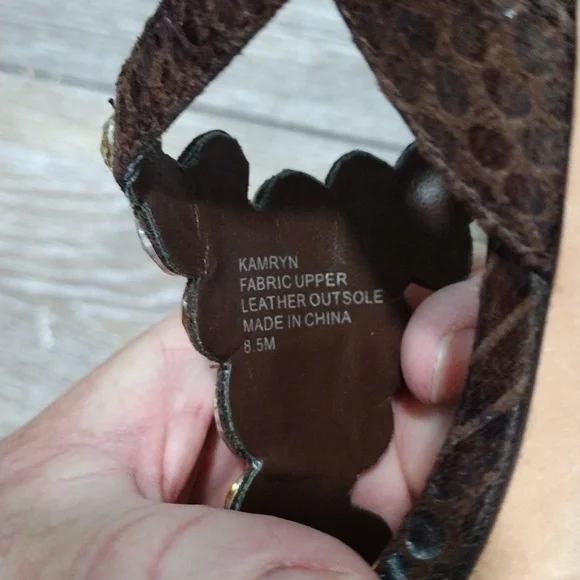 KAMRYN
FABRIC UPPER
LEATHER OUTSOLE
MADE IN CHINA
8.5M